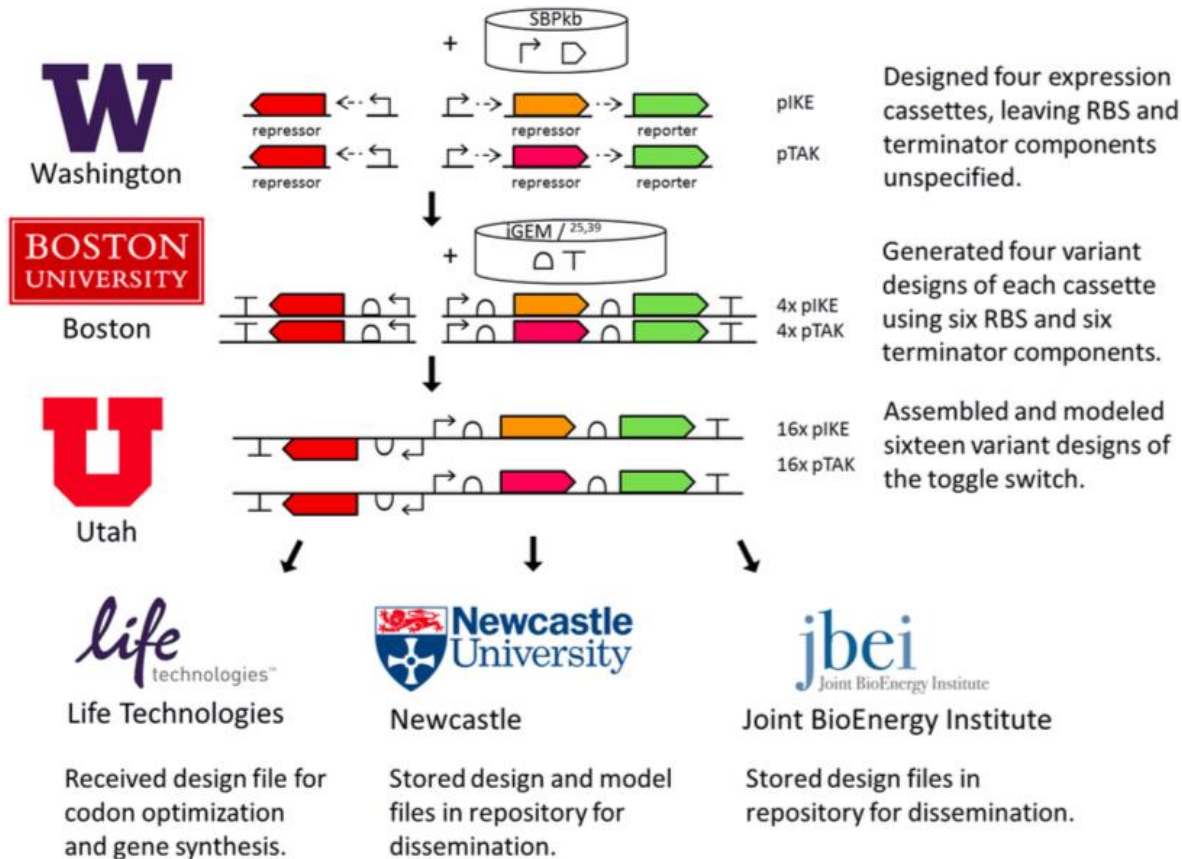 SBPkb
+
W
Washington
repressor
repressor
reporter
pIKE
repressor
repressor
reporter
pTAK
Designed four expression
cassettes, leaving RBS and
terminator components
unspecified.
BOSTON
UNIVERSITY
Boston
iGEM / 25,39
+
4x pIKE
4x pTAK
Generated four variant
designs of each cassette
using six RBS and six
terminator components.
U
Utah
16x pIKE
16x pTAK
Assembled and modeled
sixteen variant designs of
the toggle switch.
life
technologies™
Life Technologies
Received design file for
codon optimization
and gene synthesis.
Newcastle
University
Newcastle
Stored design and model
files in repository for
dissemination.
jbei
Joint BioEnergy Institute
Joint BioEnergy Institute
Stored design files in
repository for dissemination.